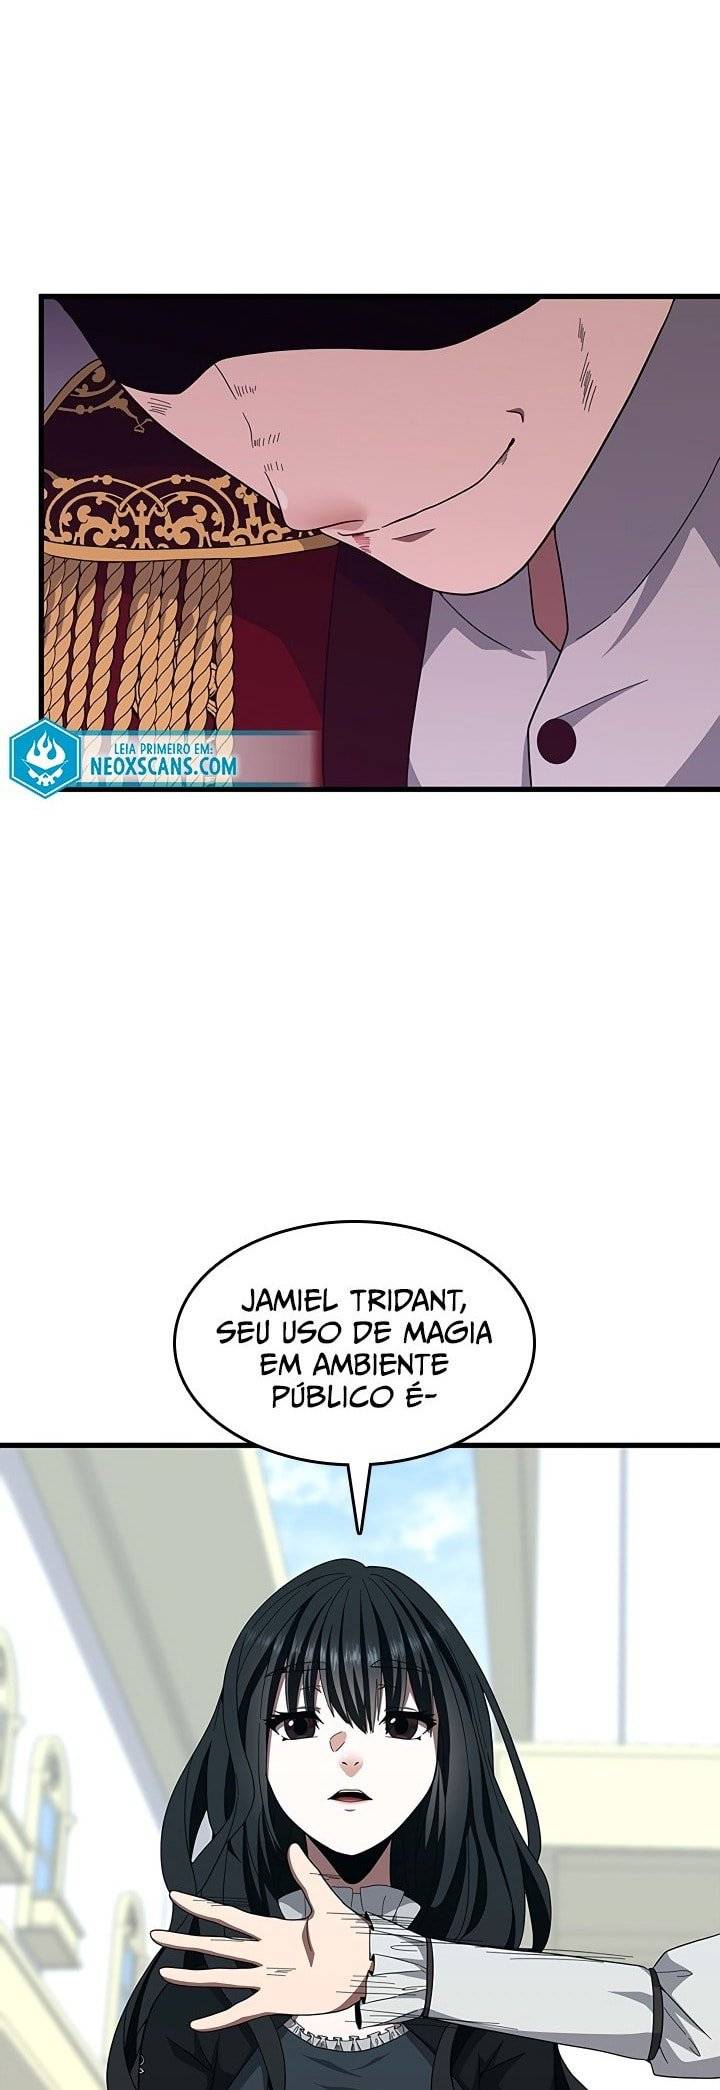 LEIA PRIMEIRO EM:
NEOXSCANS.COM
JAMIEL TRIDANT,
SEU USO DE MAGIA
EM AMBIENTE
PÚBLICO É-